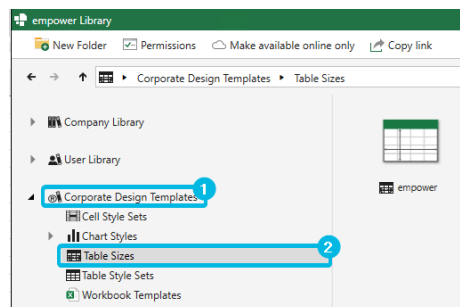 empower Library
New Folder Permissions Make available online only Copy link
Corporate Design Templates Table Sizes
Company Library
User Library
Corporate Design Templates 1
Cell Style Sets
Chart Styles
Table Sizes 2
Table Style Sets
Workbook Templates
empower